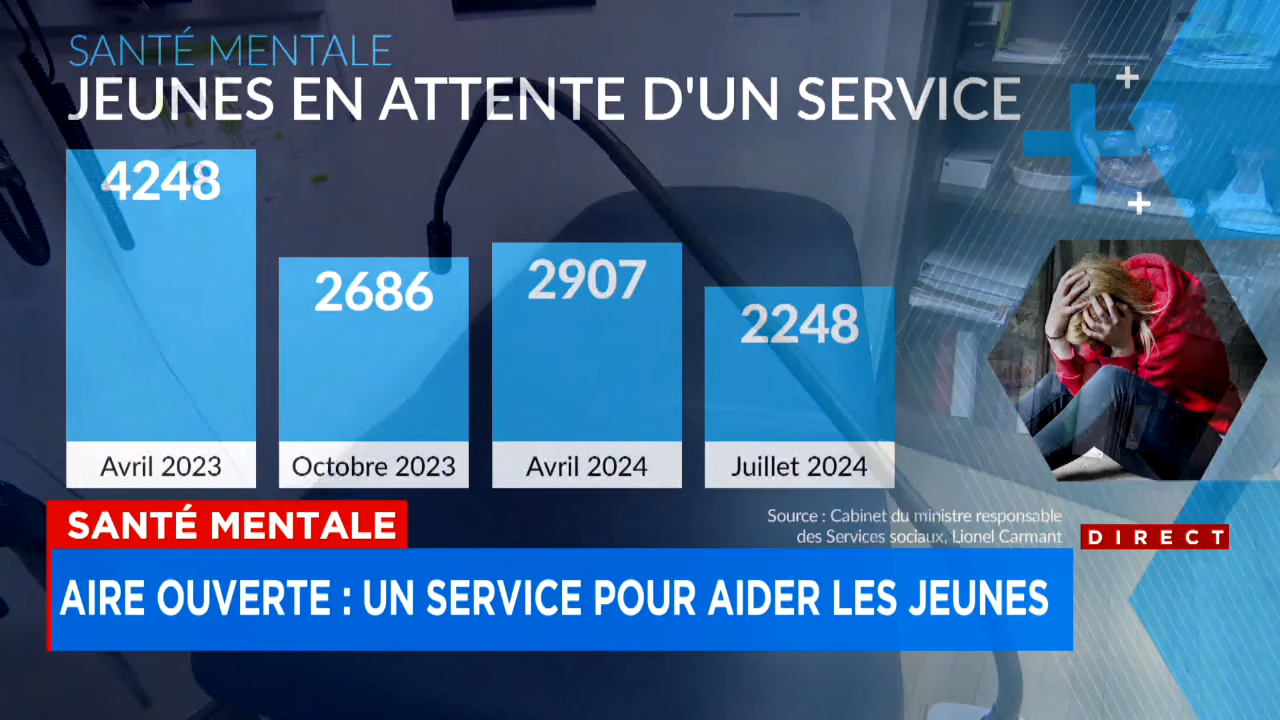 SANTÉ MENTALE
JEUNES EN ATTENTE D'UN SERVICE
4248
2686
2907
2248
Avril 2023
Octobre 2023
Avril 2024
Juillet 2024
Source : Cabinet du ministre responsable
des Services sociaux, Lionel Carmant
DIRECT
SANTÉ MENTALE
AIRE OUVERTE : UN SERVICE POUR AIDER LES JEUNES